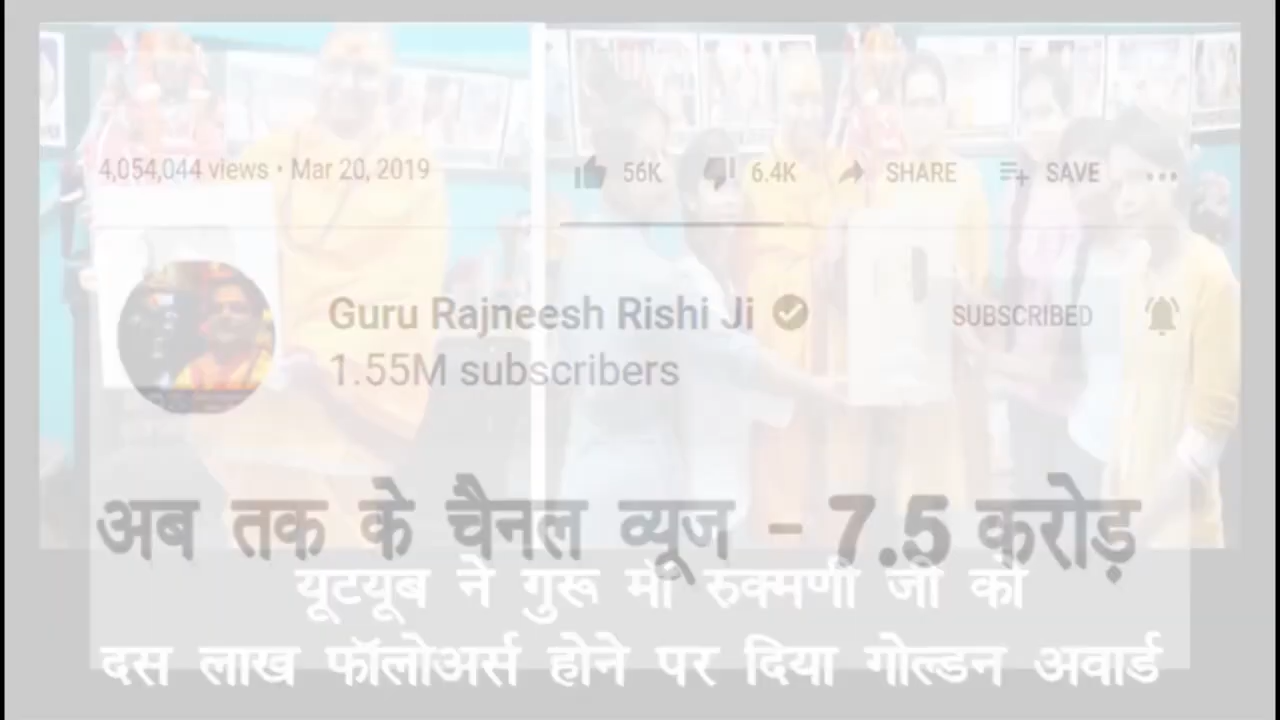 4,054,044 views • Mar 20, 2019
56K 6.4K SHARE SAVE
Guru Rajneesh Rishi Ji
SUBSCRIBED
1.55M subscribers
अब तक के चैनल व्यूज - 7.5 करोड़
यूटयूब ने गुरू माँ रुक्मणी जी को
दस लाख फॉलोअर्स होने पर दिया गोल्डन अवार्ड